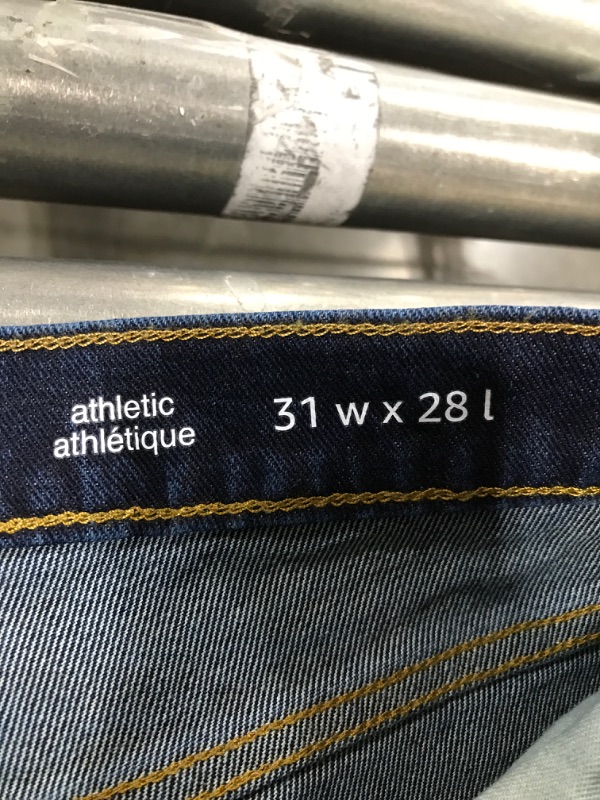 athletic
athlétique
31 w x 28 l